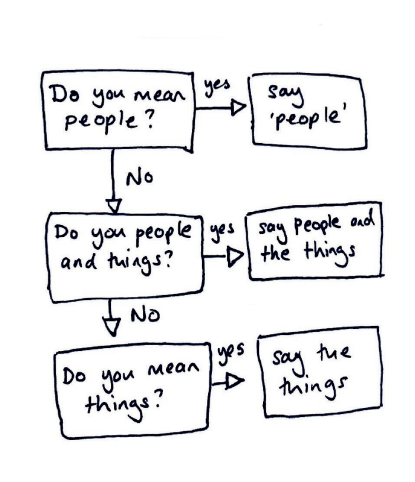 Do you mean
people?
yes
say
'people'
No
Do you people
and things?
yes
say people and
the things
No
Do you mean
things?
yes
say the
things